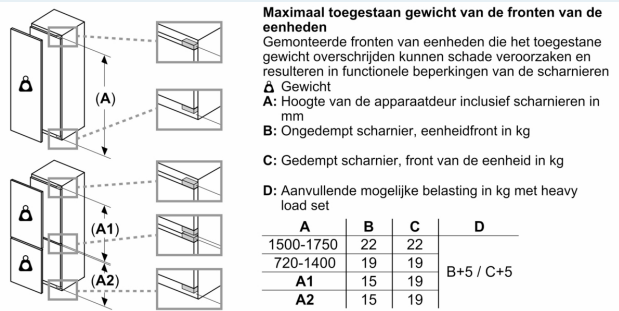 Maximaal toegestaan gewicht van de fronten van de
eenheden
Gemonteerde fronten van eenheden die het toegestane
gewicht overschrijden kunnen schade veroorzaken en
resulteren in functionele beperkingen van de scharnieren
Gewicht
A: Hoogte van de apparaatdeur inclusief scharnieren in
mm
B: Ongedempt scharnier, eenheidfront in kg
C: Gedempt scharnier, front van de eenheid in kg
D: Aanvullende mogelijke belasting in kg met heavy
load set
A B C D
1500-1750 22 22
720-1400 19 19
B+5 / C+5
A1 15 19
A2 15 19
(A)
(A1)
(A2)